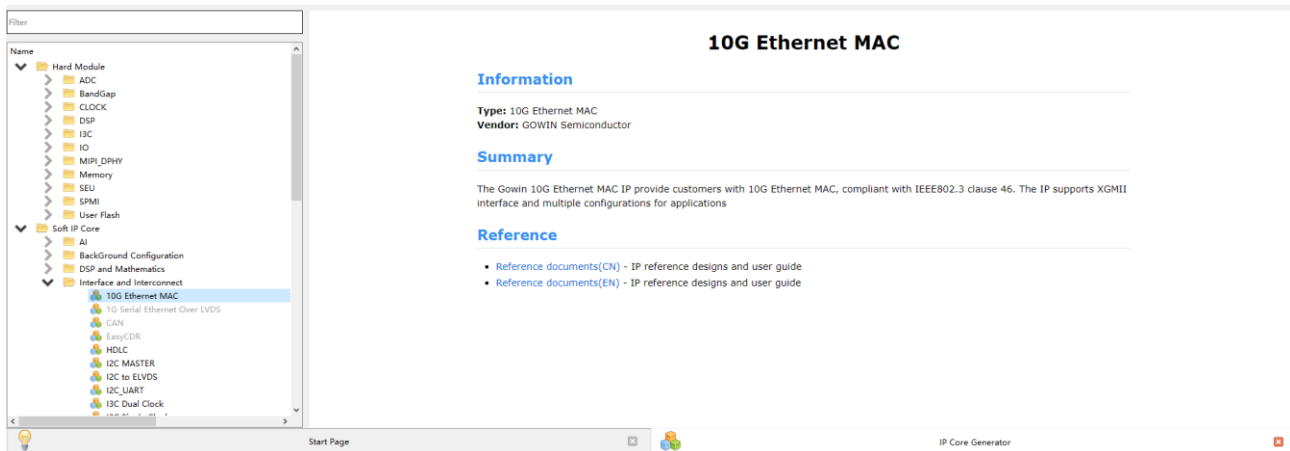 Filter
Name
Hard Module
ADC
BandGap
CLOCK
DSP
I3C
IO
MIPI_DPHY
Memory
SEU
SPMI
User Flash
Soft IP Core
AI
BackGround Configuration
DSP and Mathematics
Interface and Interconnect
10G Ethernet MAC
1G Serial Ethernet Over LVDS
CAN
EasyCDR
HDLC
I2C MASTER
I2C to ELVDS
I2C_UART
I3C Dual Clock
10G Ethernet MAC
Information
Type: 10G Ethernet MAC
Vendor: GOWIN Semiconductor
Summary
The Gowin 10G Ethernet MAC IP provide customers with 10G Ethernet MAC, compliant with IEEE802.3 clause 46. The IP supports XGMII
interface and multiple configurations for applications
Reference
• Reference documents(CN) - IP reference designs and user guide
• Reference documents(EN) - IP reference designs and user guide
Start Page
IP Core Generator